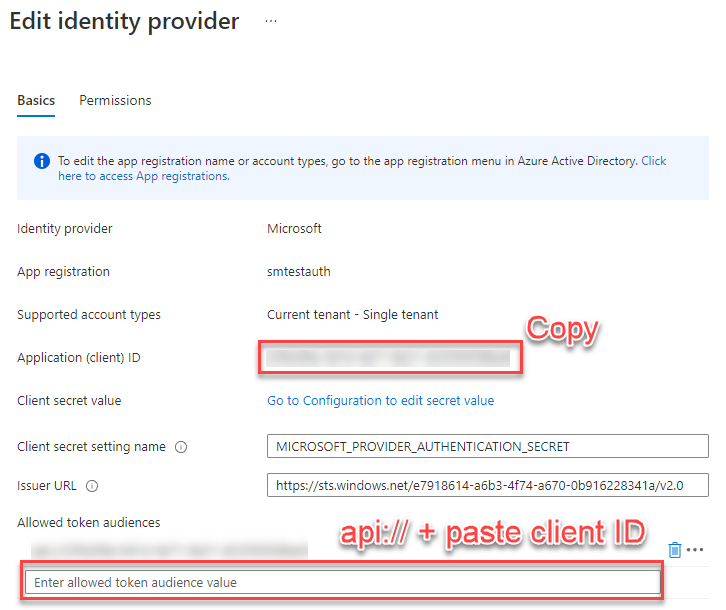 Edit identity provider ...
Basics Permissions
To edit the app registration name or account types, go to the app registration menu in Azure Active Directory. Click
here to access App registrations.
Identity provider Microsoft
App registration smtestauth
Supported account types Current tenant - Single tenant
Copy
Application (client) ID
Client secret value Go to Configuration to edit secret value
Client secret setting name MICROSOFT_PROVIDER_AUTHENTICATION_SECRET
Issuer URL https://sts.windows.net/e7918614-a6b3-4f74-a670-0b916228341a/v2.0
Allowed token audiences
api:// + paste client ID
Enter allowed token audience value